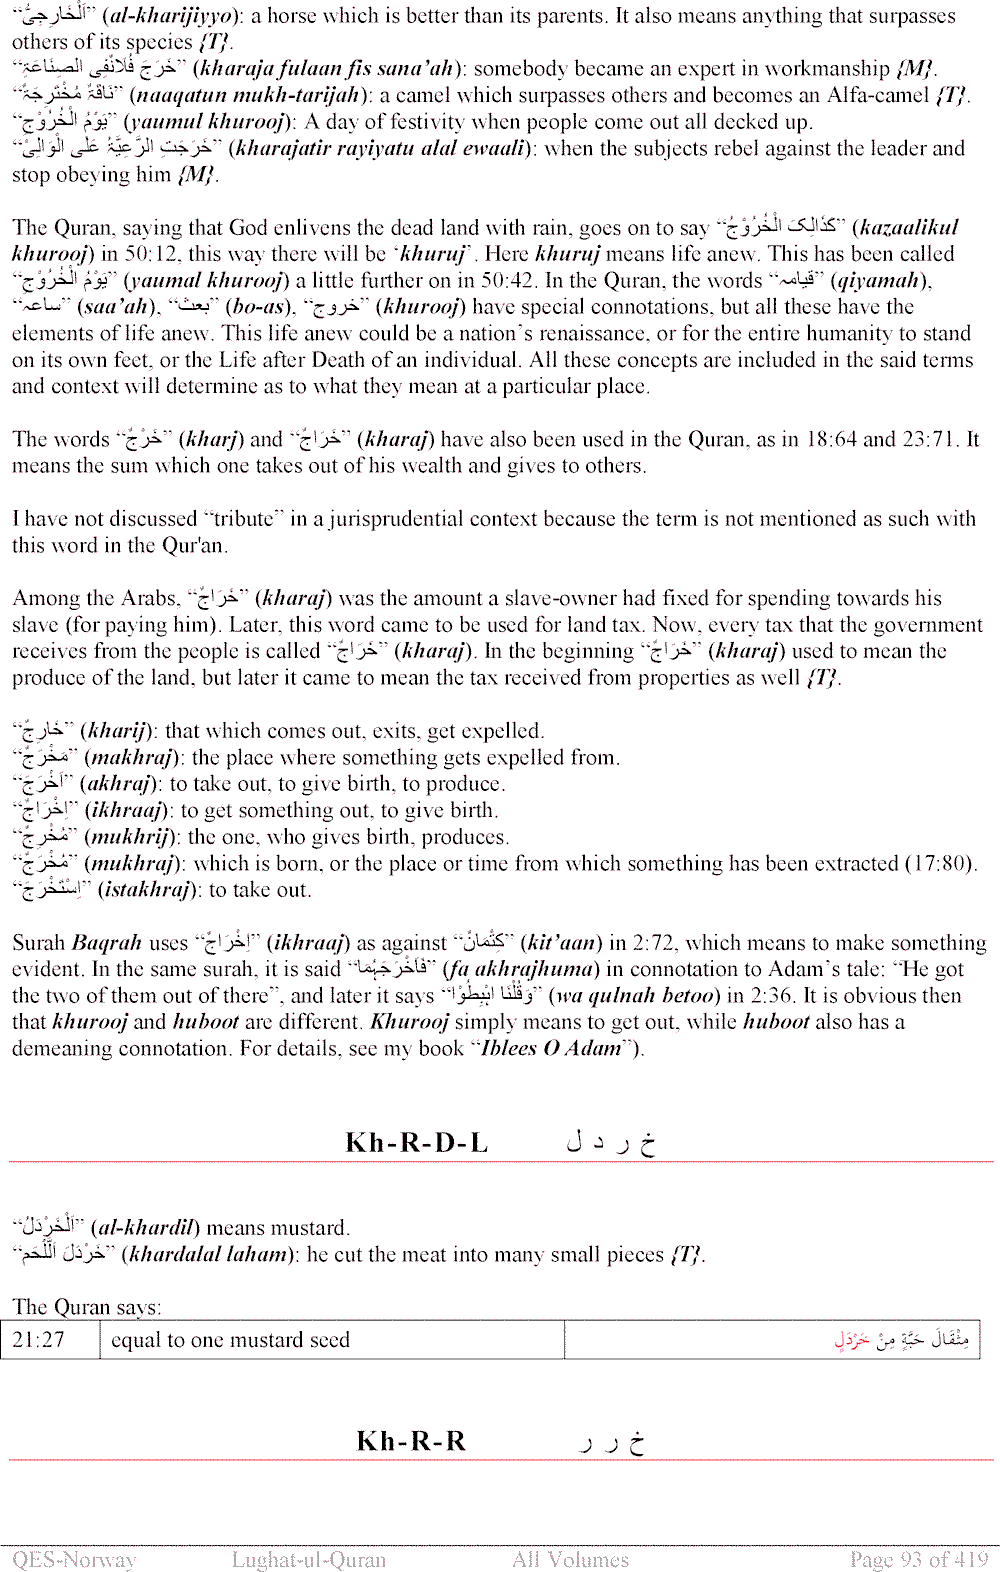 “اَلْخَارِجِیُّ” (al-kharijiyyo): a horse which is better than its parents. It also means anything that surpasses
others of its species {T}.
“خَرَجَ فُلَانٌفِی الصِنَاعَۃِ” (kharaja fulaan fis sana’ah): somebody became an expert in workmanship {M}.
“نَاقَۃٌ مُخْتَرِجَۃٌ” (naaqatun mukh-tarijah): a camel which surpasses others and becomes an Alfa-camel {T}.
“یَوْمُ الْخُرُوْجِ” (yaumul khurooj): A day of festivity when people come out all decked up.
“خَرَجَتِ الرَّعِیَّۃُ عَلَی الْوَالِیْ” (kharajatir rayiyatu alal ewaali): when the subjects rebel against the leader and
stop obeying him {M}.
The Quran, saying that God enlivens the dead land with rain, goes on to say “کَذَالِکَ الْخُرُوْجُ” (kazaalikul
khurooj) in 50:12, this way there will be ‘khuruj’. Here khuruj means life anew. This has been called
“یَوْمُ الْخُرُوْجِ” (yaumal khurooj) a little further on in 50:42. In the Quran, the words “قیامہ” (qiyamah),
“ساعہ” (saa’ah), “بعث” (bo-as), “خروج” (khurooj) have special connotations, but all these have the
elements of life anew. This life anew could be a nation’s renaissance, or for the entire humanity to stand
on its own feet, or the Life after Death of an individual. All these concepts are included in the said terms
and context will determine as to what they mean at a particular place.
The words “خَرْجٌ” (kharj) and “خَرَاجٌ” (kharaj) have also been used in the Quran, as in 18:64 and 23:71. It
means the sum which one takes out of his wealth and gives to others.
I have not discussed “tribute” in a jurisprudential context because the term is not mentioned as such with
this word in the Qur'an.
Among the Arabs, “خَرَاجٌ” (kharaj) was the amount a slave-owner had fixed for spending towards his
slave (for paying him). Later, this word came to be used for land tax. Now, every tax that the government
receives from the people is called “خَرَاجٌ” (kharaj). In the beginning “خَرَاجٌ” (kharaj) used to mean the
produce of the land, but later it came to mean the tax received from properties as well {T}.
“خَارِجٌ” (kharij): that which comes out, exits, get expelled.
“مَخْرَجٌ” (makhraj): the place where something gets expelled from.
“اَخْرَجَ” (akhraj): to take out, to give birth, to produce.
“اِخْرَاجٌ” (ikhraaj): to get something out, to give birth.
“مُخْرِجٌ” (mukhrij): the one, who gives birth, produces.
“مُخْرَجٌ” (mukhraj): which is born, or the place or time from which something has been extracted (17:80).
“اِسْتَخْرَجَ” (istakhraj): to take out.
Surah Baqrah uses “اِخْرَاجٌ” (ikhraaj) as against “کِتْمَانٌ” (kit’aan) in 2:72, which means to make something
evident. In the same surah, it is said “فَاَخْرَجَہُمَا” (fa akhrajhuma) in connotation to Adam’s tale: “He got
the two of them out of there”, and later it says “وَقُلْنَا اہْبِطُوْا” (wa qulnah betoo) in 2:36. It is obvious then
that khurooj and huboot are different. Khurooj simply means to get out, while huboot also has a
demeaning connotation. For details, see my book “Iblees O Adam”).
Kh-R-D-L خ ر د ل
“اَلْخَرْدَلُ” (al-khardil) means mustard.
“خَرْدَلَ اللَّحْم” (khardalal laham): he cut the meat into many small pieces {T}.
The Quran says:
21:27 equal to one mustard seed مِثْقَالَ حَبَّۃٍ مِنْ خَرْدَلٍ
Kh-R-R خ ر ر
QES-Norway Lughat-ul-Quran All Volumes Page 93 of 419